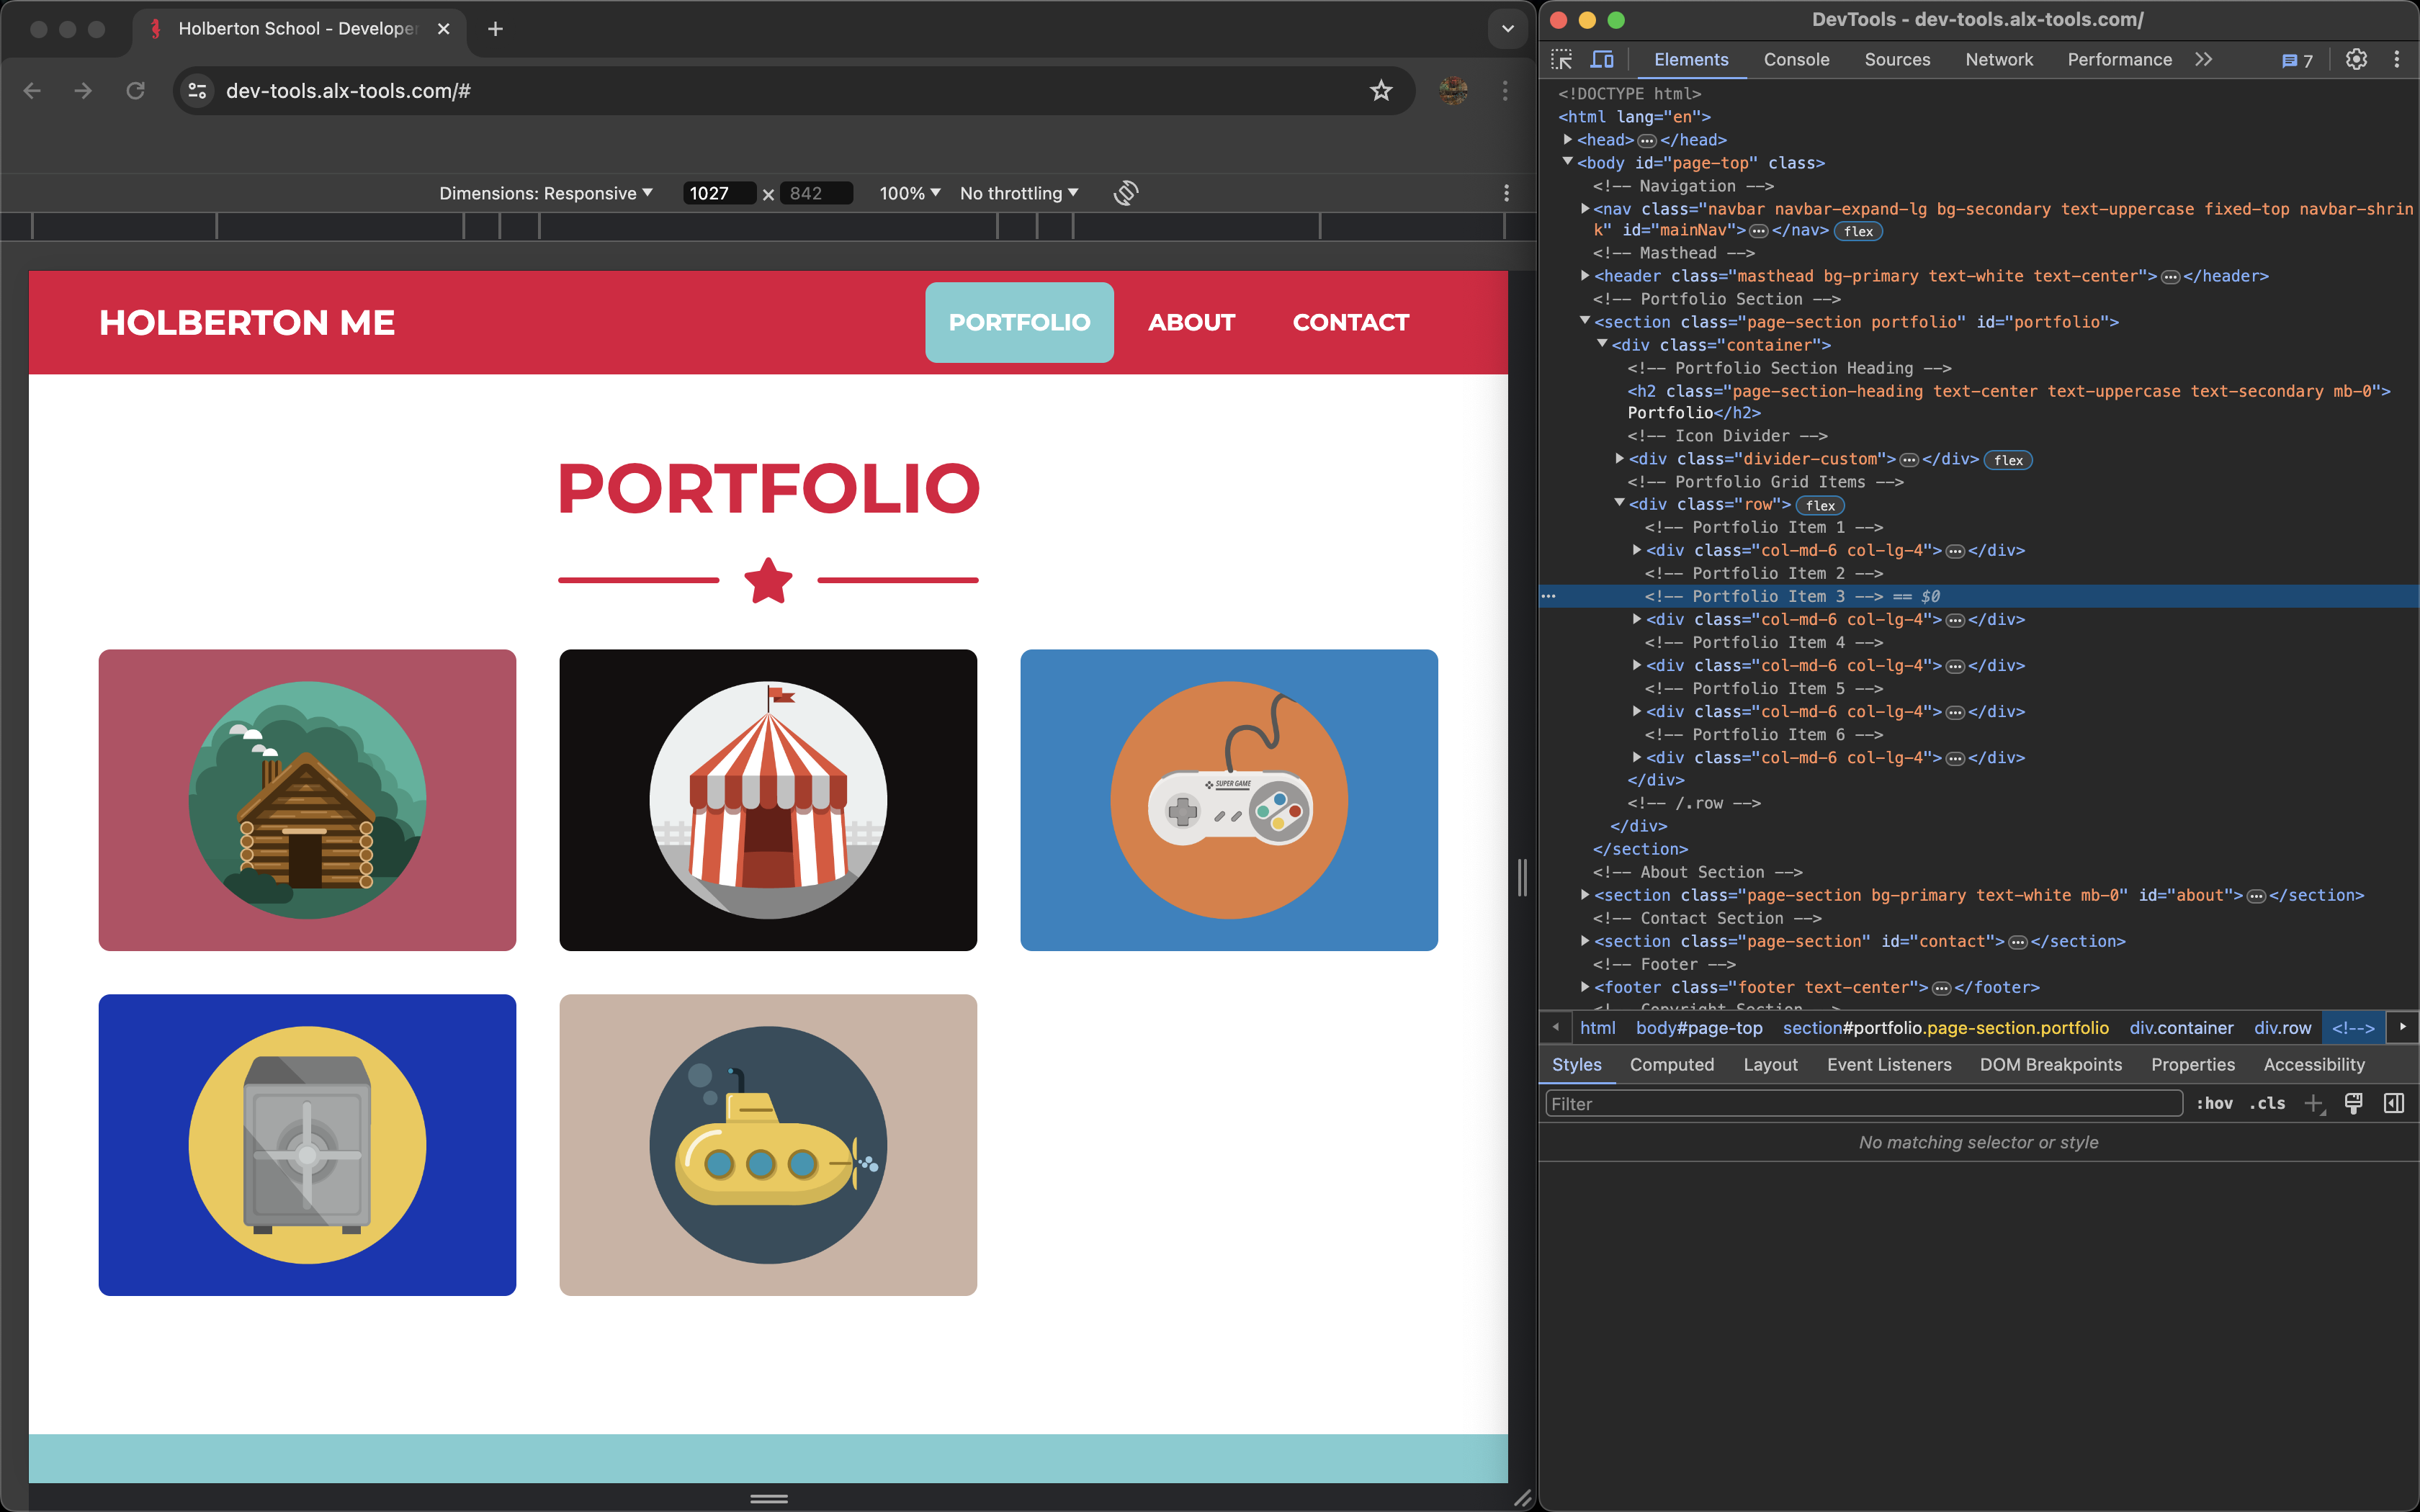 Holberton School - Developer
dev-tools.alx-tools.com/#
Dimensions: Responsive 1027 × 842 100% No throttling
HOLBERTON ME PORTFOLIO ABOUT CONTACT
PORTFOLIO
SUPER GAME
DevTools - dev-tools.alx-tools.com/
Elements Console Sources Network Performance 7
<!DOCTYPE html>
<html lang="en">
<head>…</head>
<body id="page-top" class>
<!-- Navigation -->
<nav class="navbar navbar-expand-lg bg-secondary text-uppercase fixed-top navbar-shrin
k" id="mainNav">…</nav> flex
<!-- Masthead -->
<header class="masthead bg-primary text-white text-center">…</header>
<!-- Portfolio Section -->
<section class="page-section portfolio" id="portfolio">
<div class="container">
<!-- Portfolio Section Heading -->
<h2 class="page-section-heading text-center text-uppercase text-secondary mb-0">
Portfolio</h2>
<!-- Icon Divider -->
<div class="divider-custom">…</div> flex
<!-- Portfolio Grid Items -->
<div class="row"> flex
<!-- Portfolio Item 1 -->
<div class="col-md-6 col-lg-4">…</div>
<!-- Portfolio Item 2 -->
<!-- Portfolio Item 3 --> == $0
<div class="col-md-6 col-lg-4">…</div>
<!-- Portfolio Item 4 -->
<div class="col-md-6 col-lg-4">…</div>
<!-- Portfolio Item 5 -->
<div class="col-md-6 col-lg-4">…</div>
<!-- Portfolio Item 6 -->
<div class="col-md-6 col-lg-4">…</div>
</div>
<!-- /.row -->
</div>
</section>
<!-- About Section -->
<section class="page-section bg-primary text-white mb-0" id="about">…</section>
<!-- Contact Section -->
<section class="page-section" id="contact">…</section>
<!-- Footer -->
<footer class="footer text-center">…</footer>
<!-- Copyright Section -->
html body#page-top section#portfolio.page-section.portfolio div.container div.row <!-->
Styles Computed Layout Event Listeners DOM Breakpoints Properties Accessibility
Filter :hov .cls
No matching selector or style